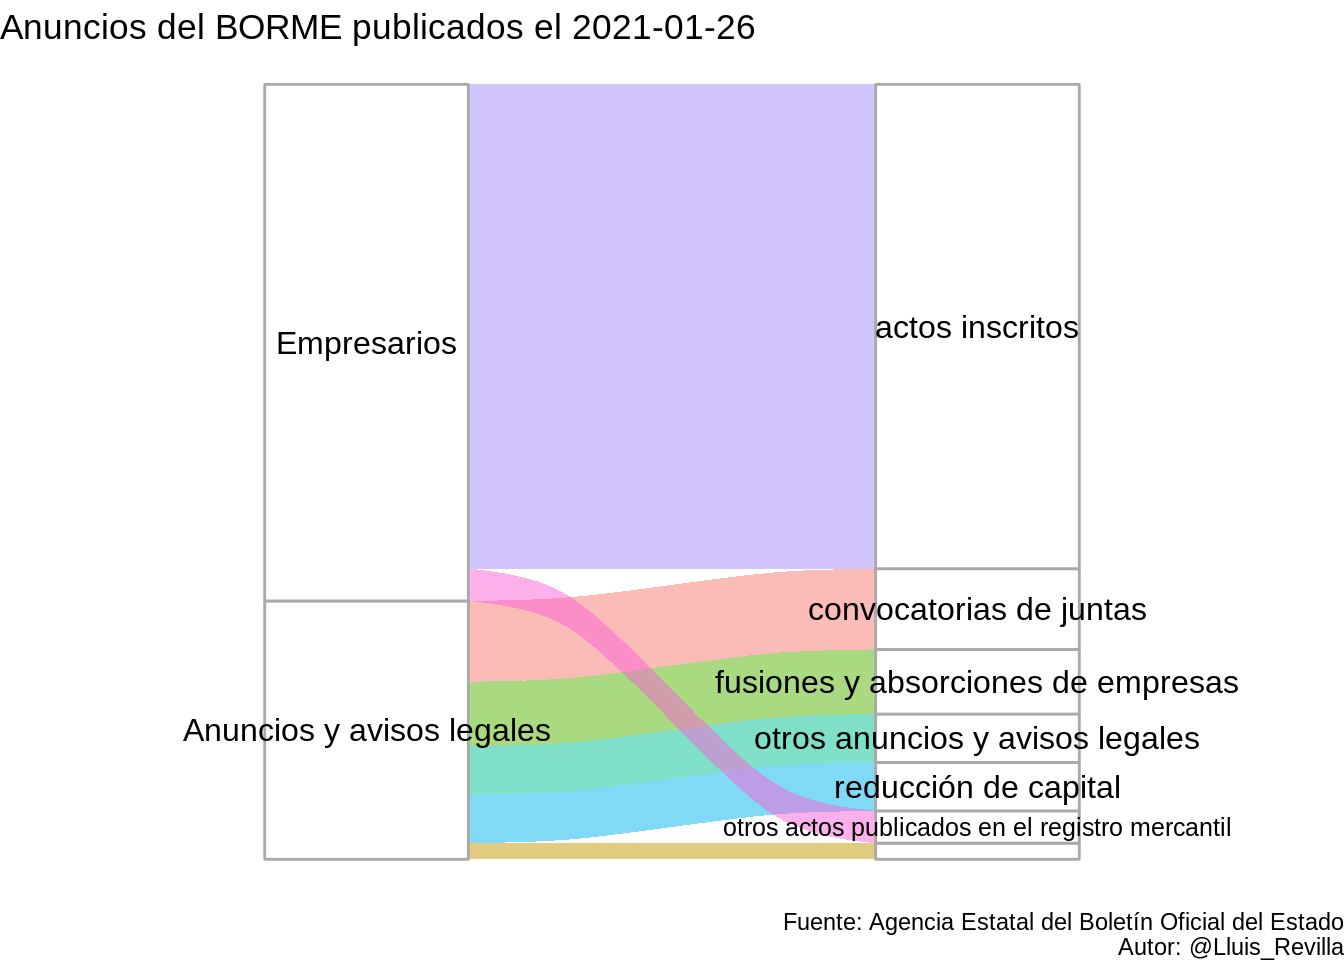 Anuncios del BORME publicados el 2021-01-26
Empresarios
actos inscritos
convocatorias de juntas
fusiones y absorciones de empresas
Anuncios y avisos legales
otros anuncios y avisos legales
reducción de capital
otros actos publicados en el registro mercantil
Fuente: Agencia Estatal del Boletín Oficial del Estado
Autor: @Lluis_Revilla